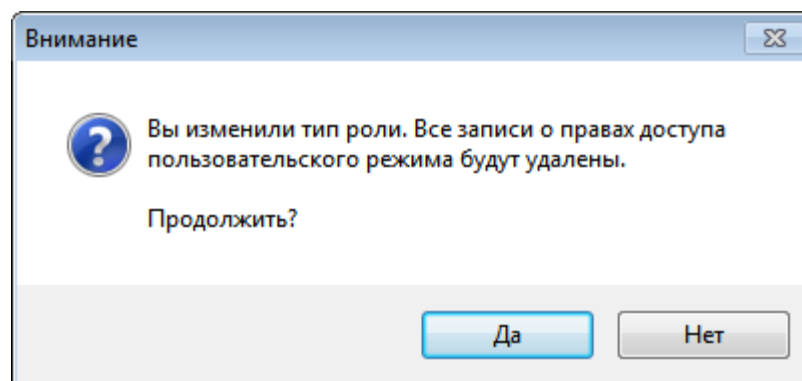 Внимание
Вы изменили тип роли. Все записи о правах доступа
пользовательского режима будут удалены.
Продолжить?
Да
Нет